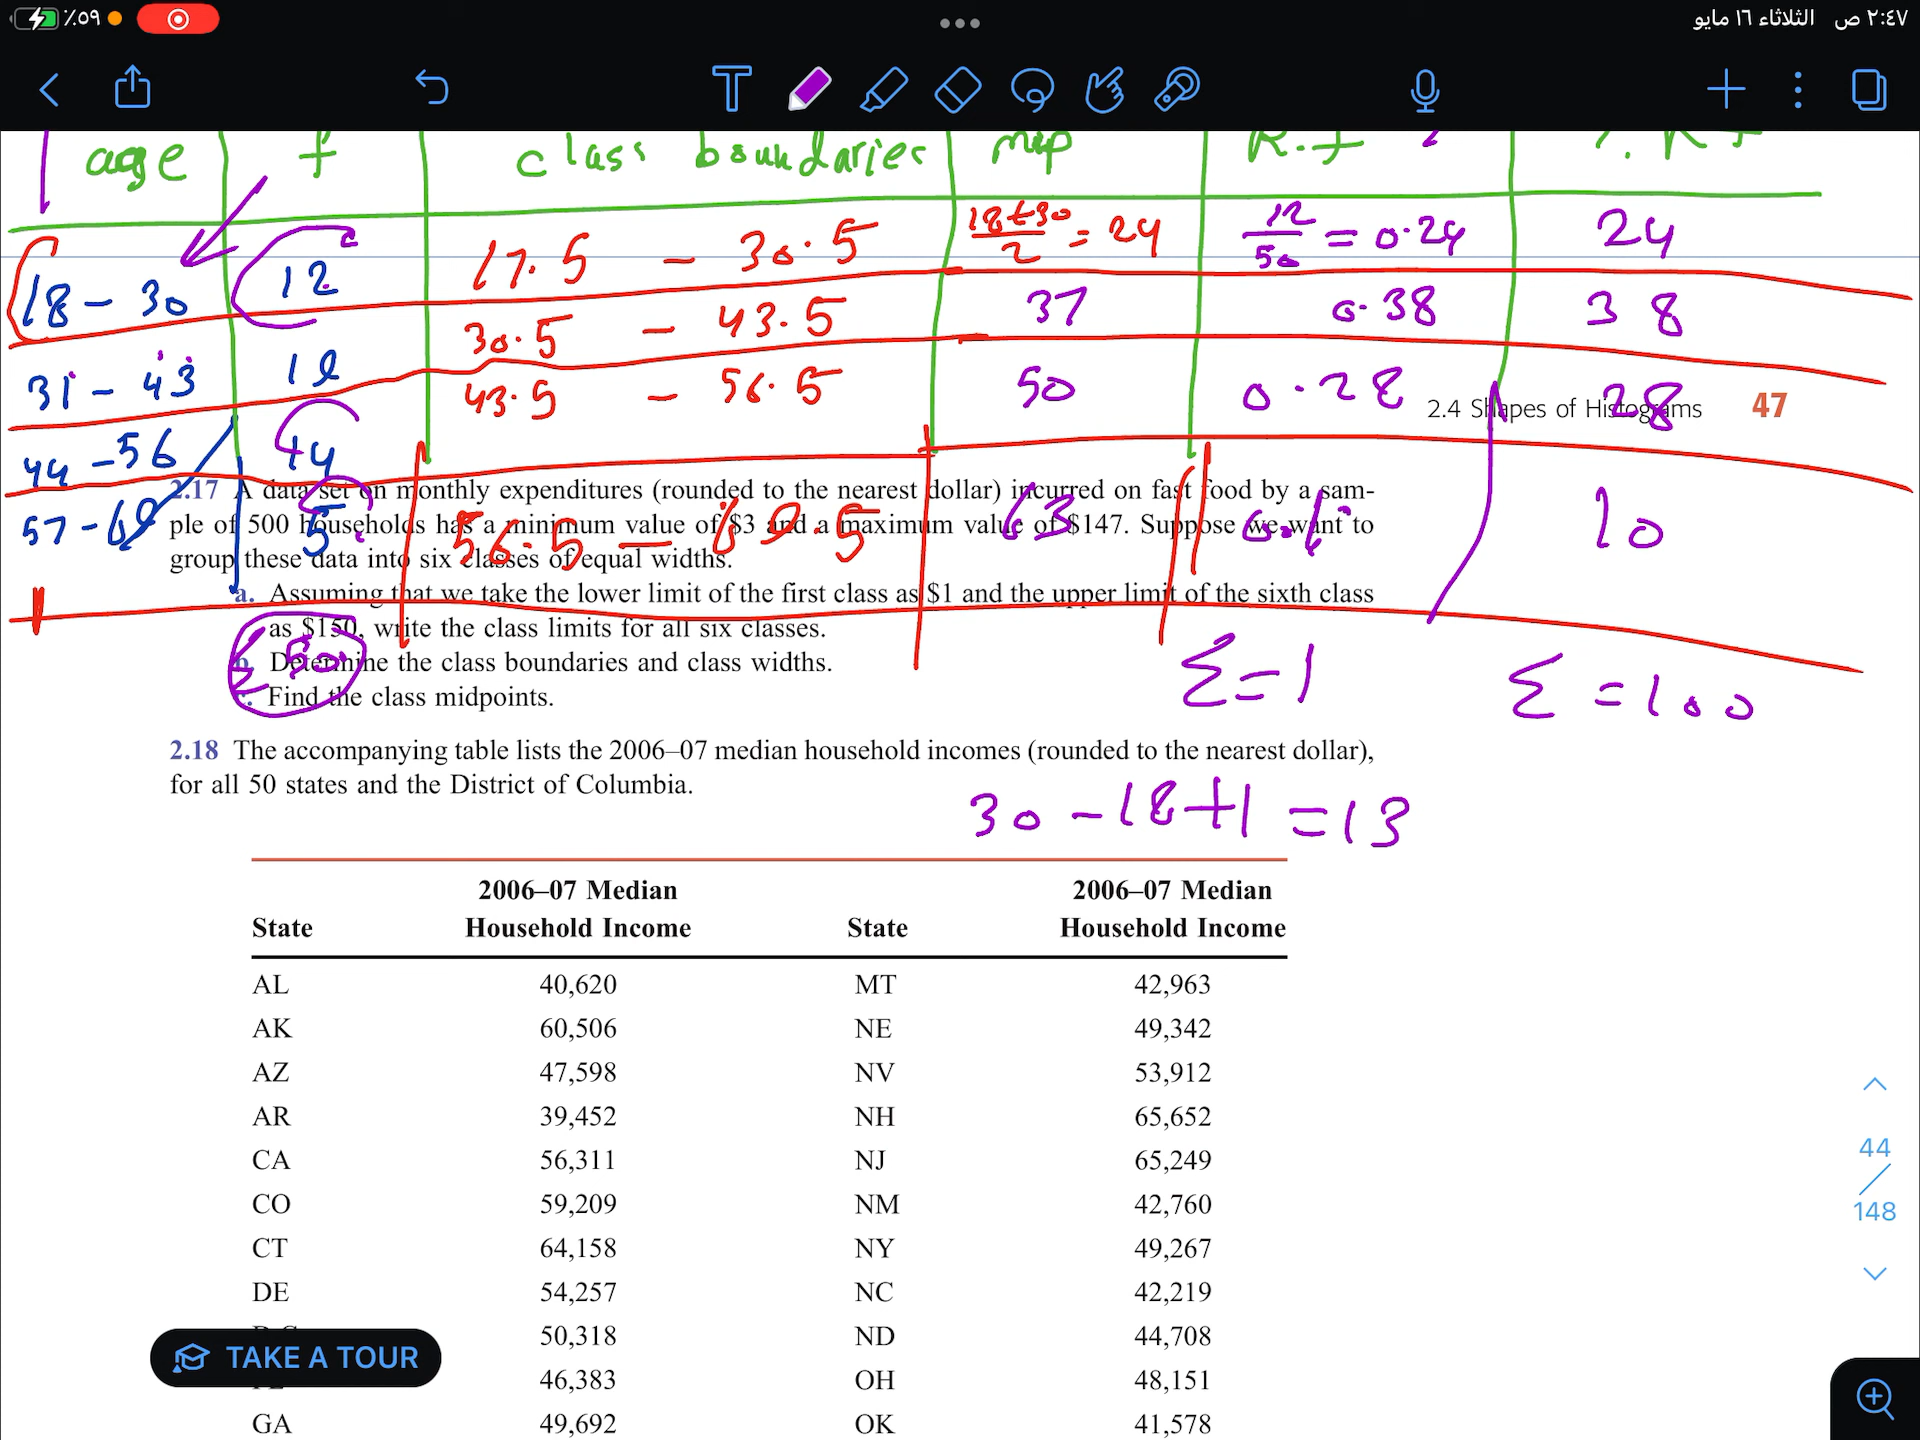 ٪٥٩
٢:٤٧ ص الثلاثاء ١٦ مايو
age f class boundaries map R.f
18 - 30 12 17.5 - 30.5 18+30/2 = 24 12/50 = 0.24 24
31 - 43 19 30.5 - 43.5 37 0.38 38
44 - 56 14 43.5 - 56.5 50 0.28 28
57 - 69 5 56.5 - 69.5 63 0.1 10
Σ 50 Σ = 1 Σ = 100
2.4 Shapes of Histograms 47
2.17 A data set on monthly expenditures (rounded to the nearest dollar) incurred on fast food by a sam-
ple of 500 households has a minimum value of $3 and a maximum value of $147. Suppose we want to
group these data into six classes of equal widths.
a. Assuming that we take the lower limit of the first class as $1 and the upper limit of the sixth class
as $150, write the class limits for all six classes.
b. Determine the class boundaries and class widths.
c. Find the class midpoints.
2.18 The accompanying table lists the 2006–07 median household incomes (rounded to the nearest dollar),
for all 50 states and the District of Columbia.
30 - 18 + 1 = 13
2006–07 Median 2006–07 Median
State Household Income State Household Income
AL 40,620 MT 42,963
AK 60,506 NE 49,342
AZ 47,598 NV 53,912
AR 39,452 NH 65,652
CA 56,311 NJ 65,249
CO 59,209 NM 42,760
CT 64,158 NY 49,267
DE 54,257 NC 42,219
50,318 ND 44,708
46,383 OH 48,151
GA 49,692 OK 41,578
44
148
TAKE A TOUR